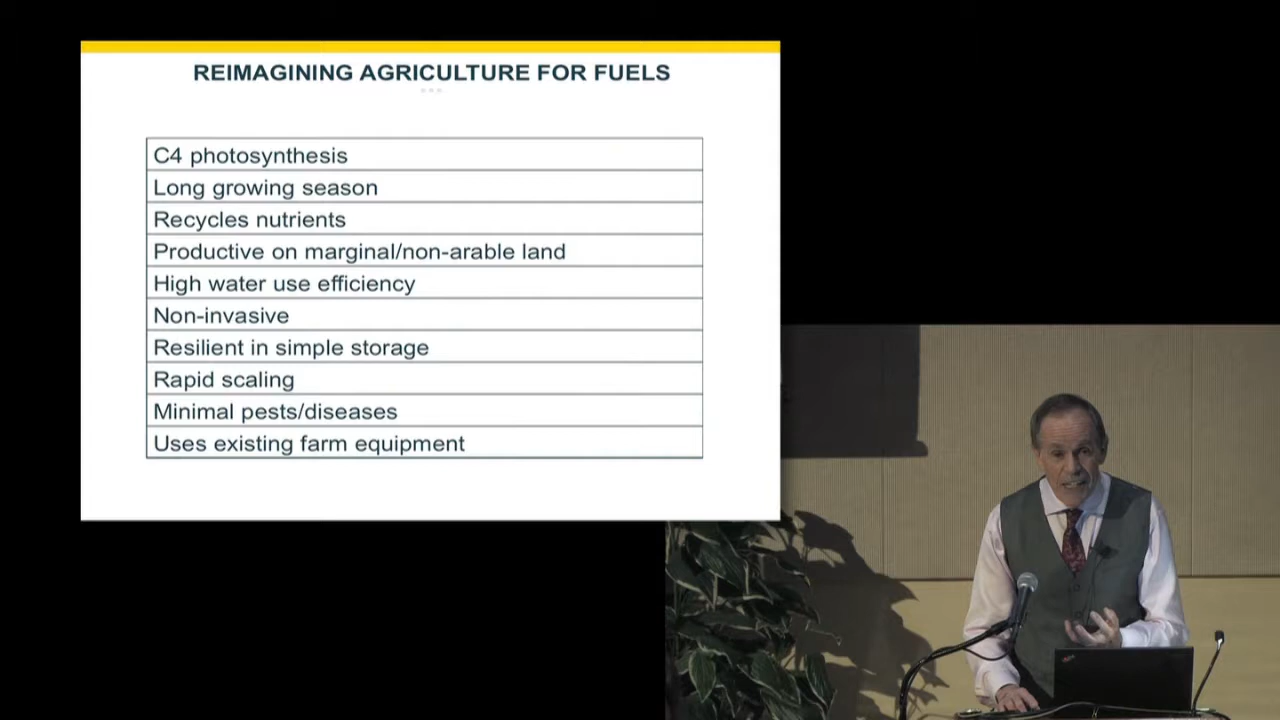 REIMAGINING AGRICULTURE FOR FUELS
C4 photosynthesis
Long growing season
Recycles nutrients
Productive on marginal/non-arable land
High water use efficiency
Non-invasive
Resilient in simple storage
Rapid scaling
Minimal pests/diseases
Uses existing farm equipment